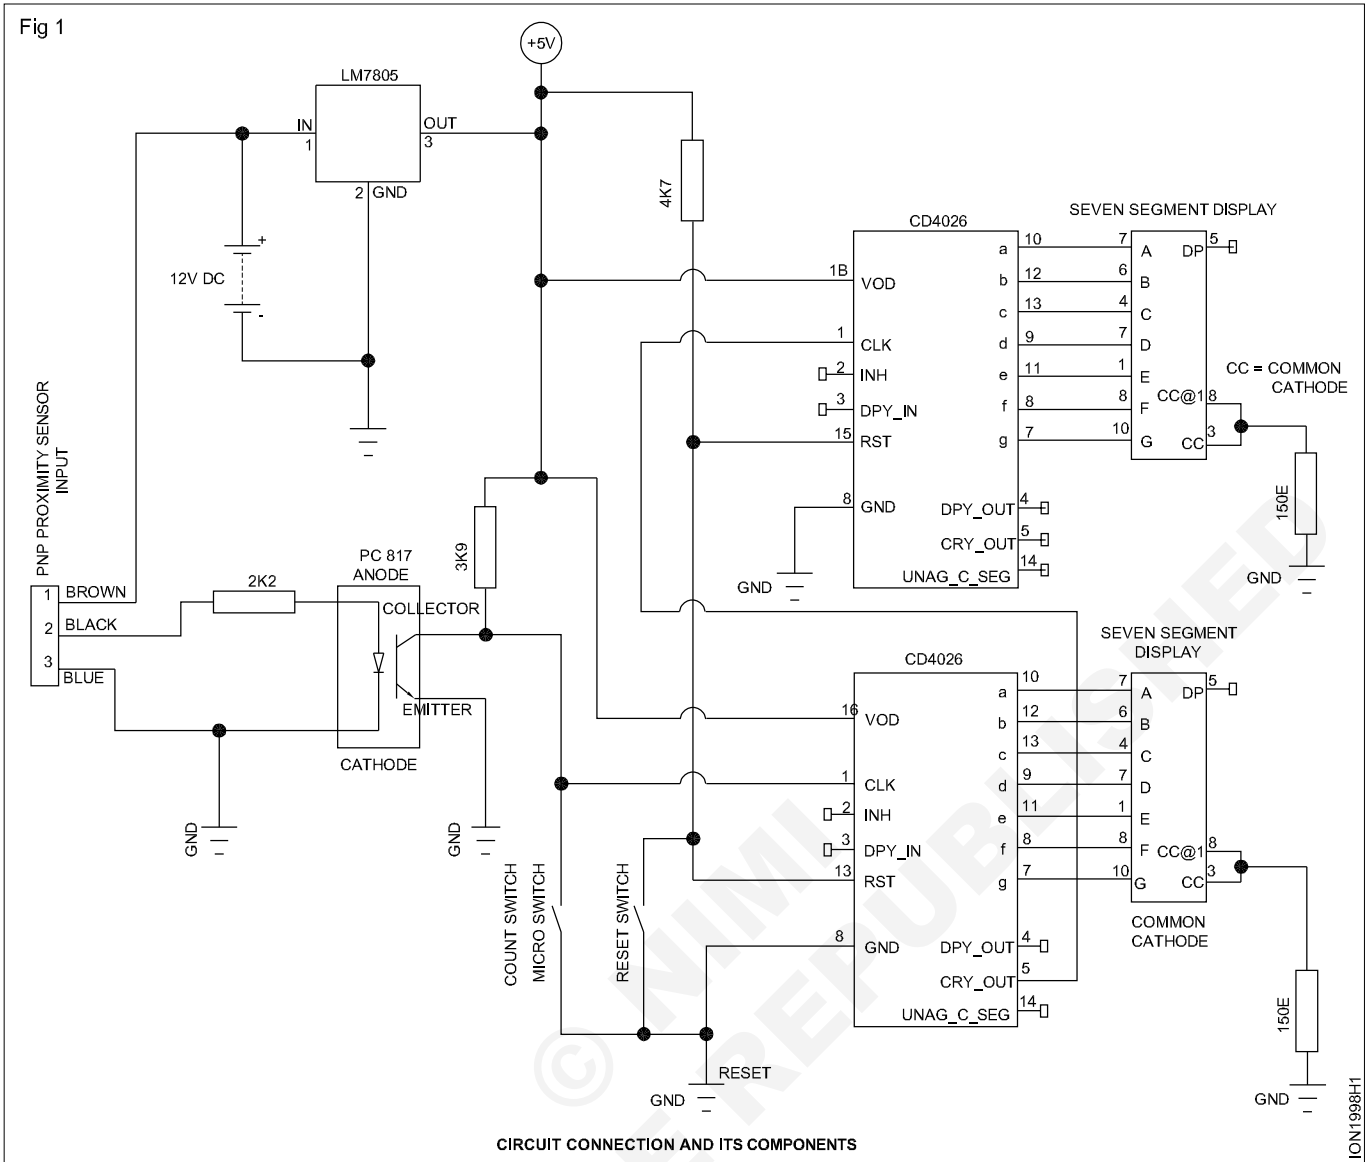 Fig 1
+5V
LM7805
IN
1
OUT
3
2 GND
4K7
12V DC
+
-
CD4026
1B VOD
1 CLK
2 INH
3 DPY_IN
15 RST
8 GND
a 10
b 12
c 13
d 9
e 11
f 8
g 7
DPY_OUT 4
CRY_OUT 5
UNAG_C_SEG 14
GND
SEVEN SEGMENT DISPLAY
7 A
6 B
4 C
7 D
1 E
8 F
10 G
DP 5
CC@1 8
CC 3
CC = COMMON
CATHODE
150E
GND
PNP PROXIMITY SENSOR
INPUT
1 BROWN
2 BLACK
3 BLUE
2K2
3K9
PC 817
ANODE
COLLECTOR
EMITTER
CATHODE
GND
GND
COUNT SWITCH
MICRO SWITCH
RESET SWITCH
CD4026
16 VOD
1 CLK
2 INH
3 DPY_IN
13 RST
8 GND
a 10
b 12
c 13
d 9
e 11
f 8
g 7
DPY_OUT 4
CRY_OUT 5
UNAG_C_SEG 14
SEVEN SEGMENT
DISPLAY
7 A
6 B
4 C
7 D
1 E
8 F
10 G
DP 5
CC@1 8
CC 3
COMMON
CATHODE
150E
GND
RESET
GND
CIRCUIT CONNECTION AND ITS COMPONENTS
ION1998H1
© NIMI
E REPUBLISHED